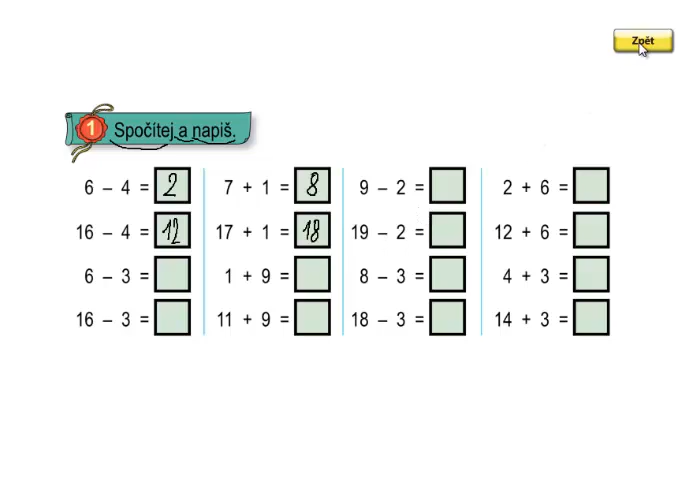 Zpět
1 Spočítej a napiš.
6 – 4 = 2
16 – 4 = 12
6 – 3 =
16 – 3 =
7 + 1 = 8
17 + 1 = 18
1 + 9 =
11 + 9 =
9 – 2 =
19 – 2 =
8 – 3 =
18 – 3 =
2 + 6 =
12 + 6 =
4 + 3 =
14 + 3 =